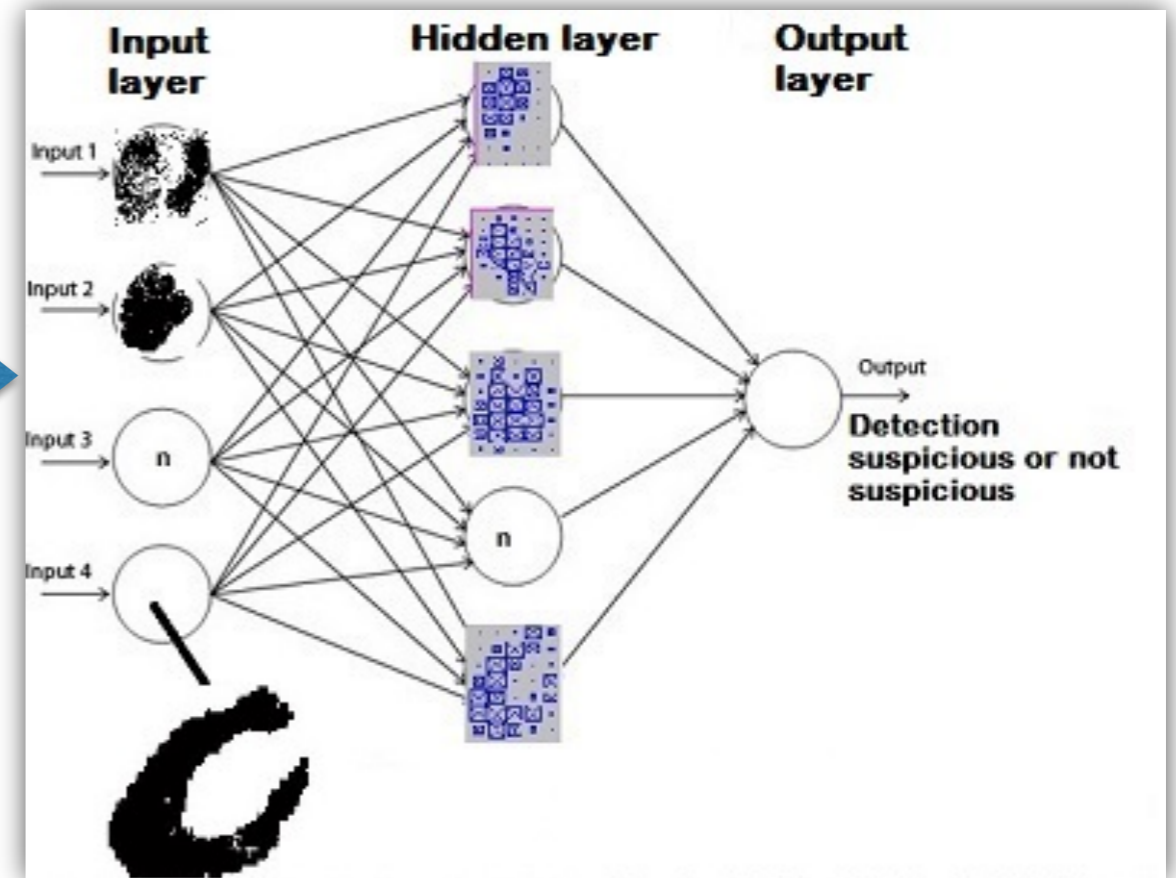 Input
layer
Hidden layer
Output
layer
Input 1
Input 2
Input 3
n
Input 4
n
Output
Detection
suspicious or not
suspicious